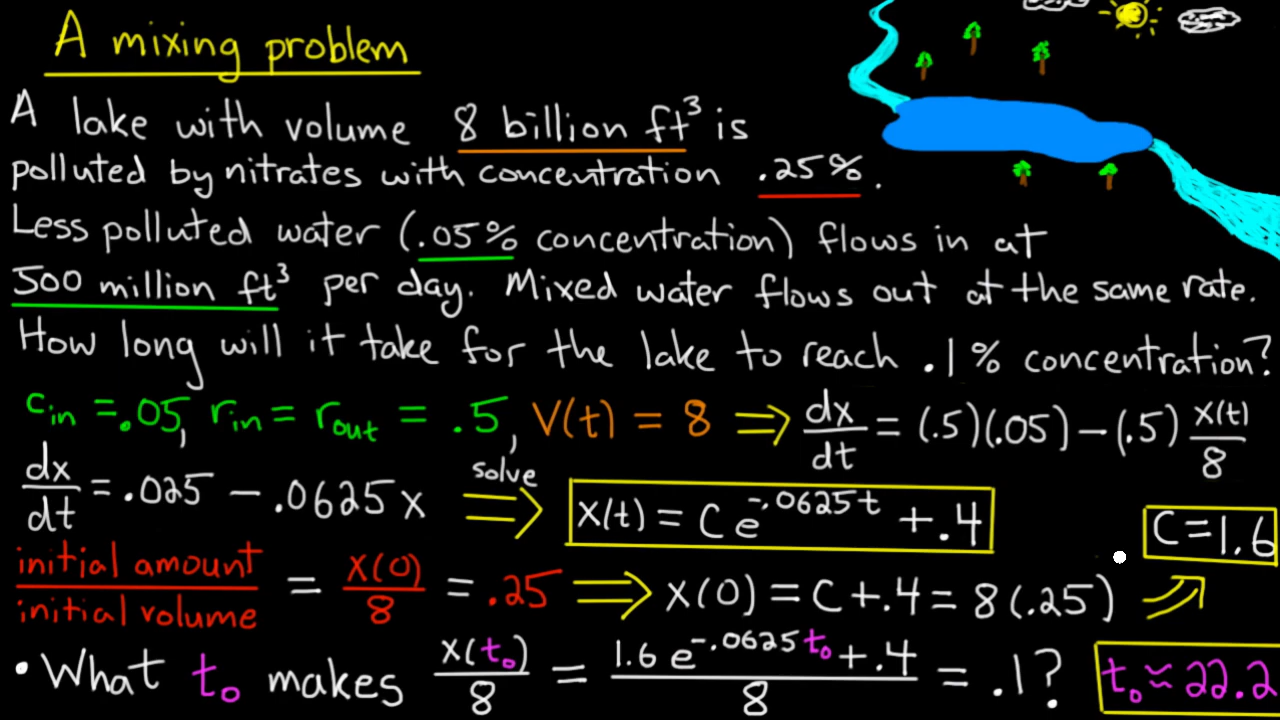 A mixing problem
A lake with volume 8 billion ft³ is
polluted by nitrates with concentration .25%.
Less polluted water (.05% concentration) flows in at
500 million ft³ per day. Mixed water flows out at the same rate.
How long will it take for the lake to reach .1% concentration?
c_in = .05, r_in = r_out = .5, V(t) = 8 ⟹ dx/dt = (.5)(.05) - (.5) x(t)/8
dx/dt = .025 - .0625x solve ⟹ x(t) = Ce^(-.0625t) + .4
C = 1.6
initial amount/initial volume = x(0)/8 = .25 ⟹ x(0) = C + .4 = 8(.25) ⟹
• What t₀ makes x(t₀)/8 = (1.6e^(-.0625t₀) + .4)/8 = .1? t₀ ≈ 22.2